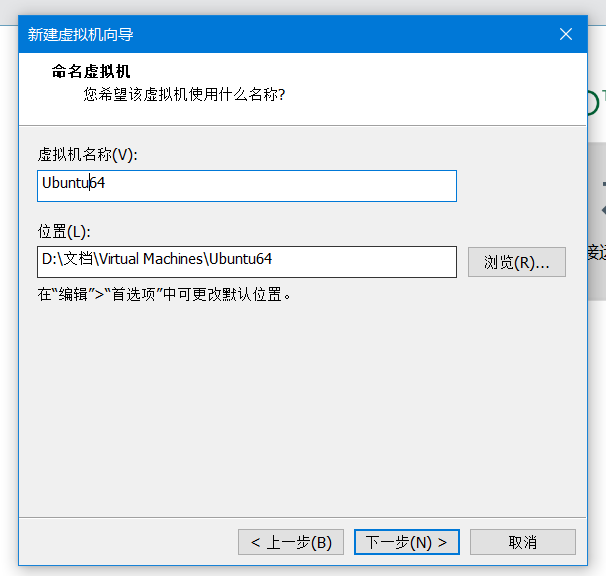 新建虚拟机向导
命名虚拟机
您希望该虚拟机使用什么名称?
虚拟机名称(V):
Ubuntu64
位置(L):
D:\文档\Virtual Machines\Ubuntu64
浏览(R)...
在“编辑”>“首选项”中可更改默认位置。
< 上一步(B)
下一步(N) >
取消